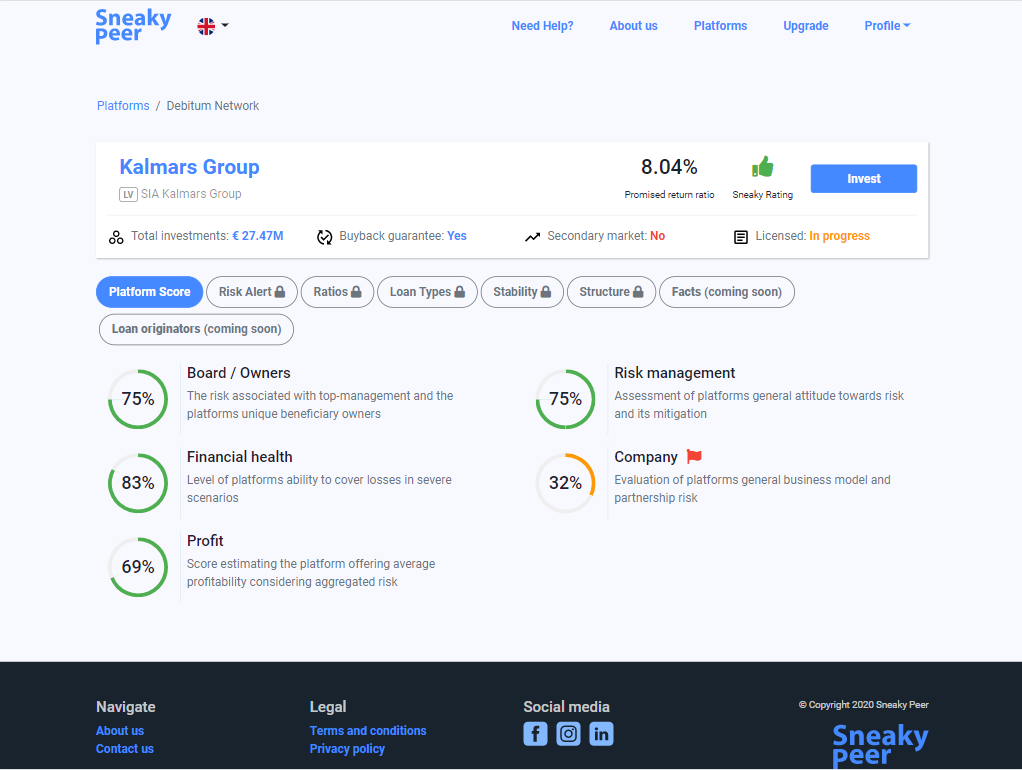 Sneaky
peer
Need Help?
About us
Platforms
Upgrade
Profile
Platforms / Debitum Network
Kalmars Group
LV SIA Kalmars Group
8.04%
Promised return ratio
Sneaky Rating
Invest
Total investments: € 27.47M
Buyback guarantee: Yes
Secondary market: No
Licensed: In progress
Platform Score
Risk Alert
Ratios
Loan Types
Stability
Structure
Facts (coming soon)
Loan originators (coming soon)
75%
Board / Owners
The risk associated with top-management and the
platforms unique beneficiary owners
75%
Risk management
Assessment of platforms general attitude towards risk
and its mitigation
83%
Financial health
Level of platforms ability to cover losses in severe
scenarios
32%
Company
Evaluation of platforms general business model and
partnership risk
69%
Profit
Score estimating the platform offering average
profitability considering aggregated risk
Navigate
About us
Contact us
Legal
Terms and conditions
Privacy policy
Social media
© Copyright 2020 Sneaky Peer
Sneaky
peer